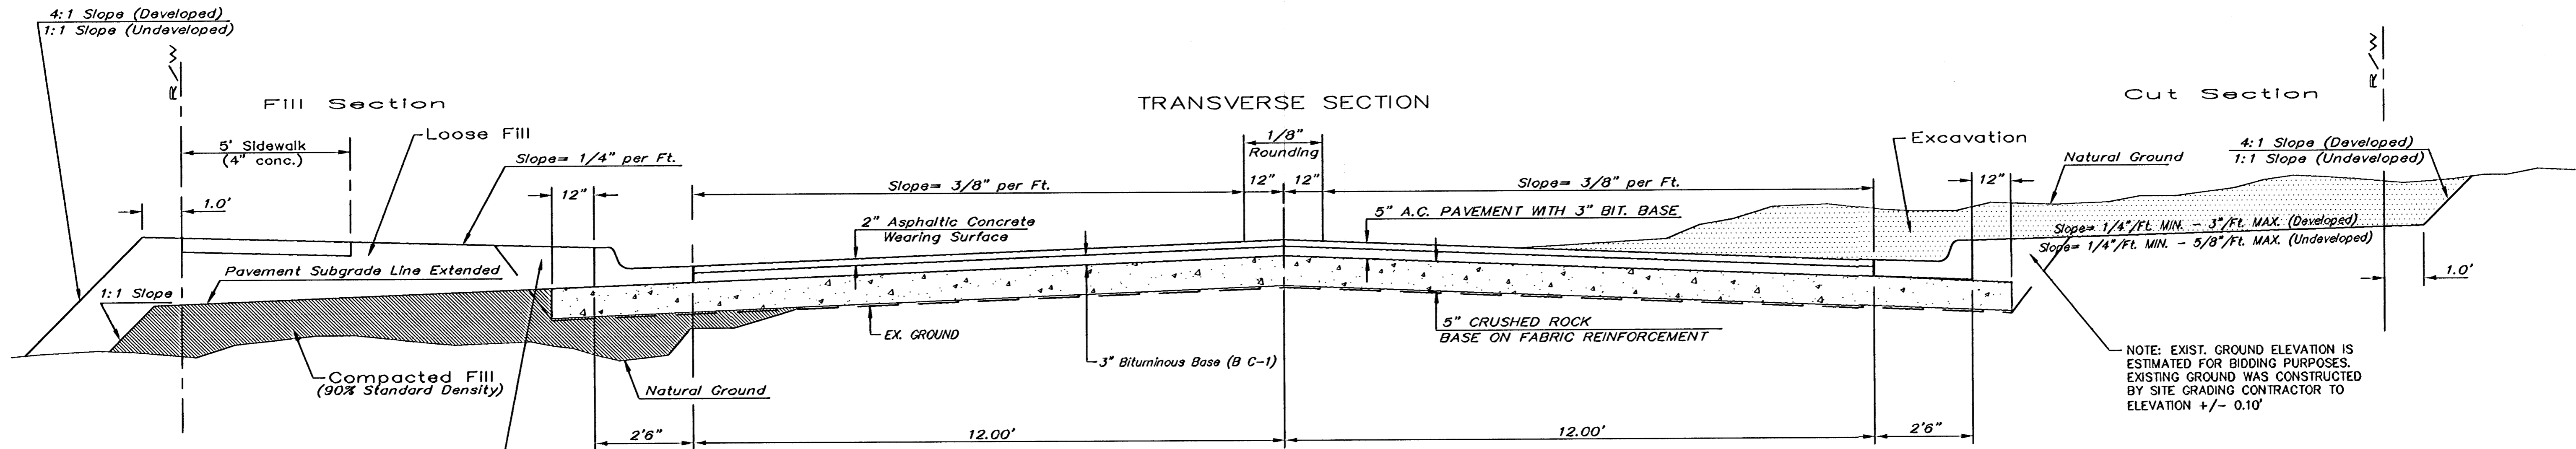 4:1 Slope (Developed)
1:1 Slope (Undeveloped)
R/W
Fill Section
Loose Fill
5' Sidewalk
(4" conc.)
Slope= 1/4" per Ft.
12"
1.0'
Pavement Subgrade Line Extended
1:1 Slope
Compacted Fill
(90% Standard Density)
Natural Ground
TRANSVERSE SECTION
1/8"
Rounding
12" 12"
Slope= 3/8" per Ft.
Slope= 3/8" per Ft.
2" Asphaltic Concrete
Wearing Surface
5" A.C. PAVEMENT WITH 3" BIT. BASE
EX. GROUND
3" Bituminous Base (B C-1)
5" CRUSHED ROCK
BASE ON FABRIC REINFORCEMENT
2'6" 12.00' 12.00' 2'6"
Cut Section
R/W
Excavation
Natural Ground
4:1 Slope (Developed)
1:1 Slope (Undeveloped)
12"
Slope= 1/4"/Ft. MIN. - 3"/Ft. MAX. (Developed)
Slope= 1/4"/Ft. MIN. - 5/8"/Ft. MAX. (Undeveloped)
1.0'
NOTE: EXIST. GROUND ELEVATION IS
ESTIMATED FOR BIDDING PURPOSES.
EXISTING GROUND WAS CONSTRUCTED
BY SITE GRADING CONTRACTOR TO
ELEVATION +/- 0.10'